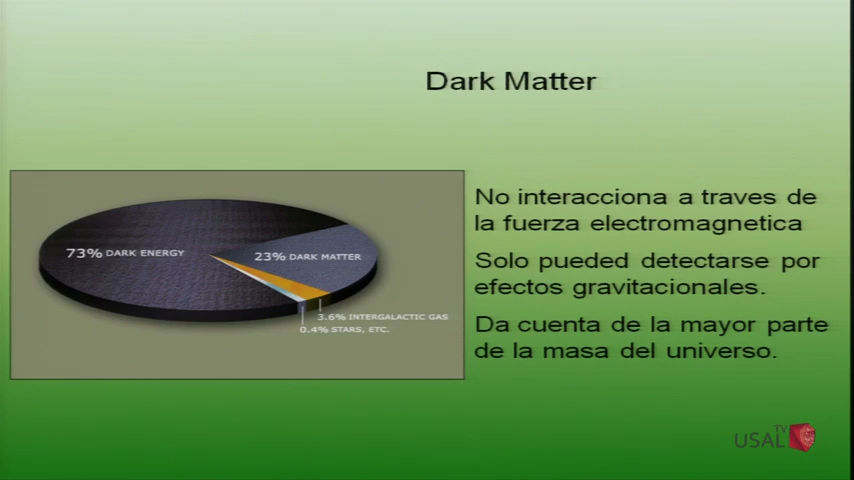 Dark Matter
73% DARK ENERGY
23% DARK MATTER
3.6% INTERGALACTIC GAS
0.4% STARS, ETC.
No interacciona a traves de
la fuerza electromagnetica
Solo pueded detectarse por
efectos gravitacionales.
Da cuenta de la mayor parte
de la masa del universo.
USAL TV